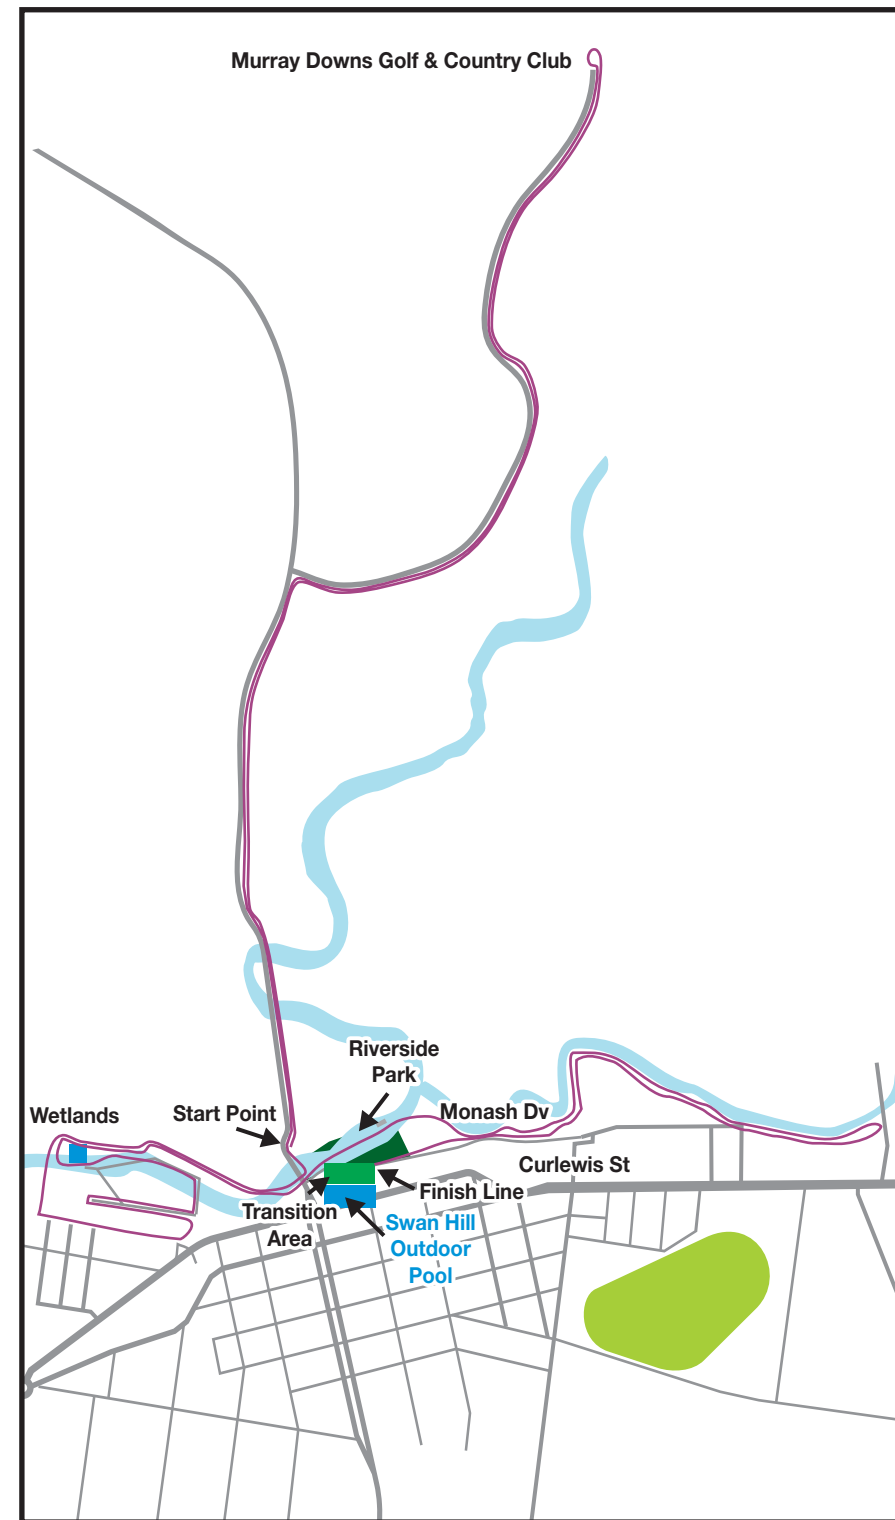 Murray Downs Golf & Country Club
Riverside
Park
Wetlands
Start Point
Monash Dv
Curlewis St
Finish Line
Transition
Area
Swan Hill
Outdoor
Pool